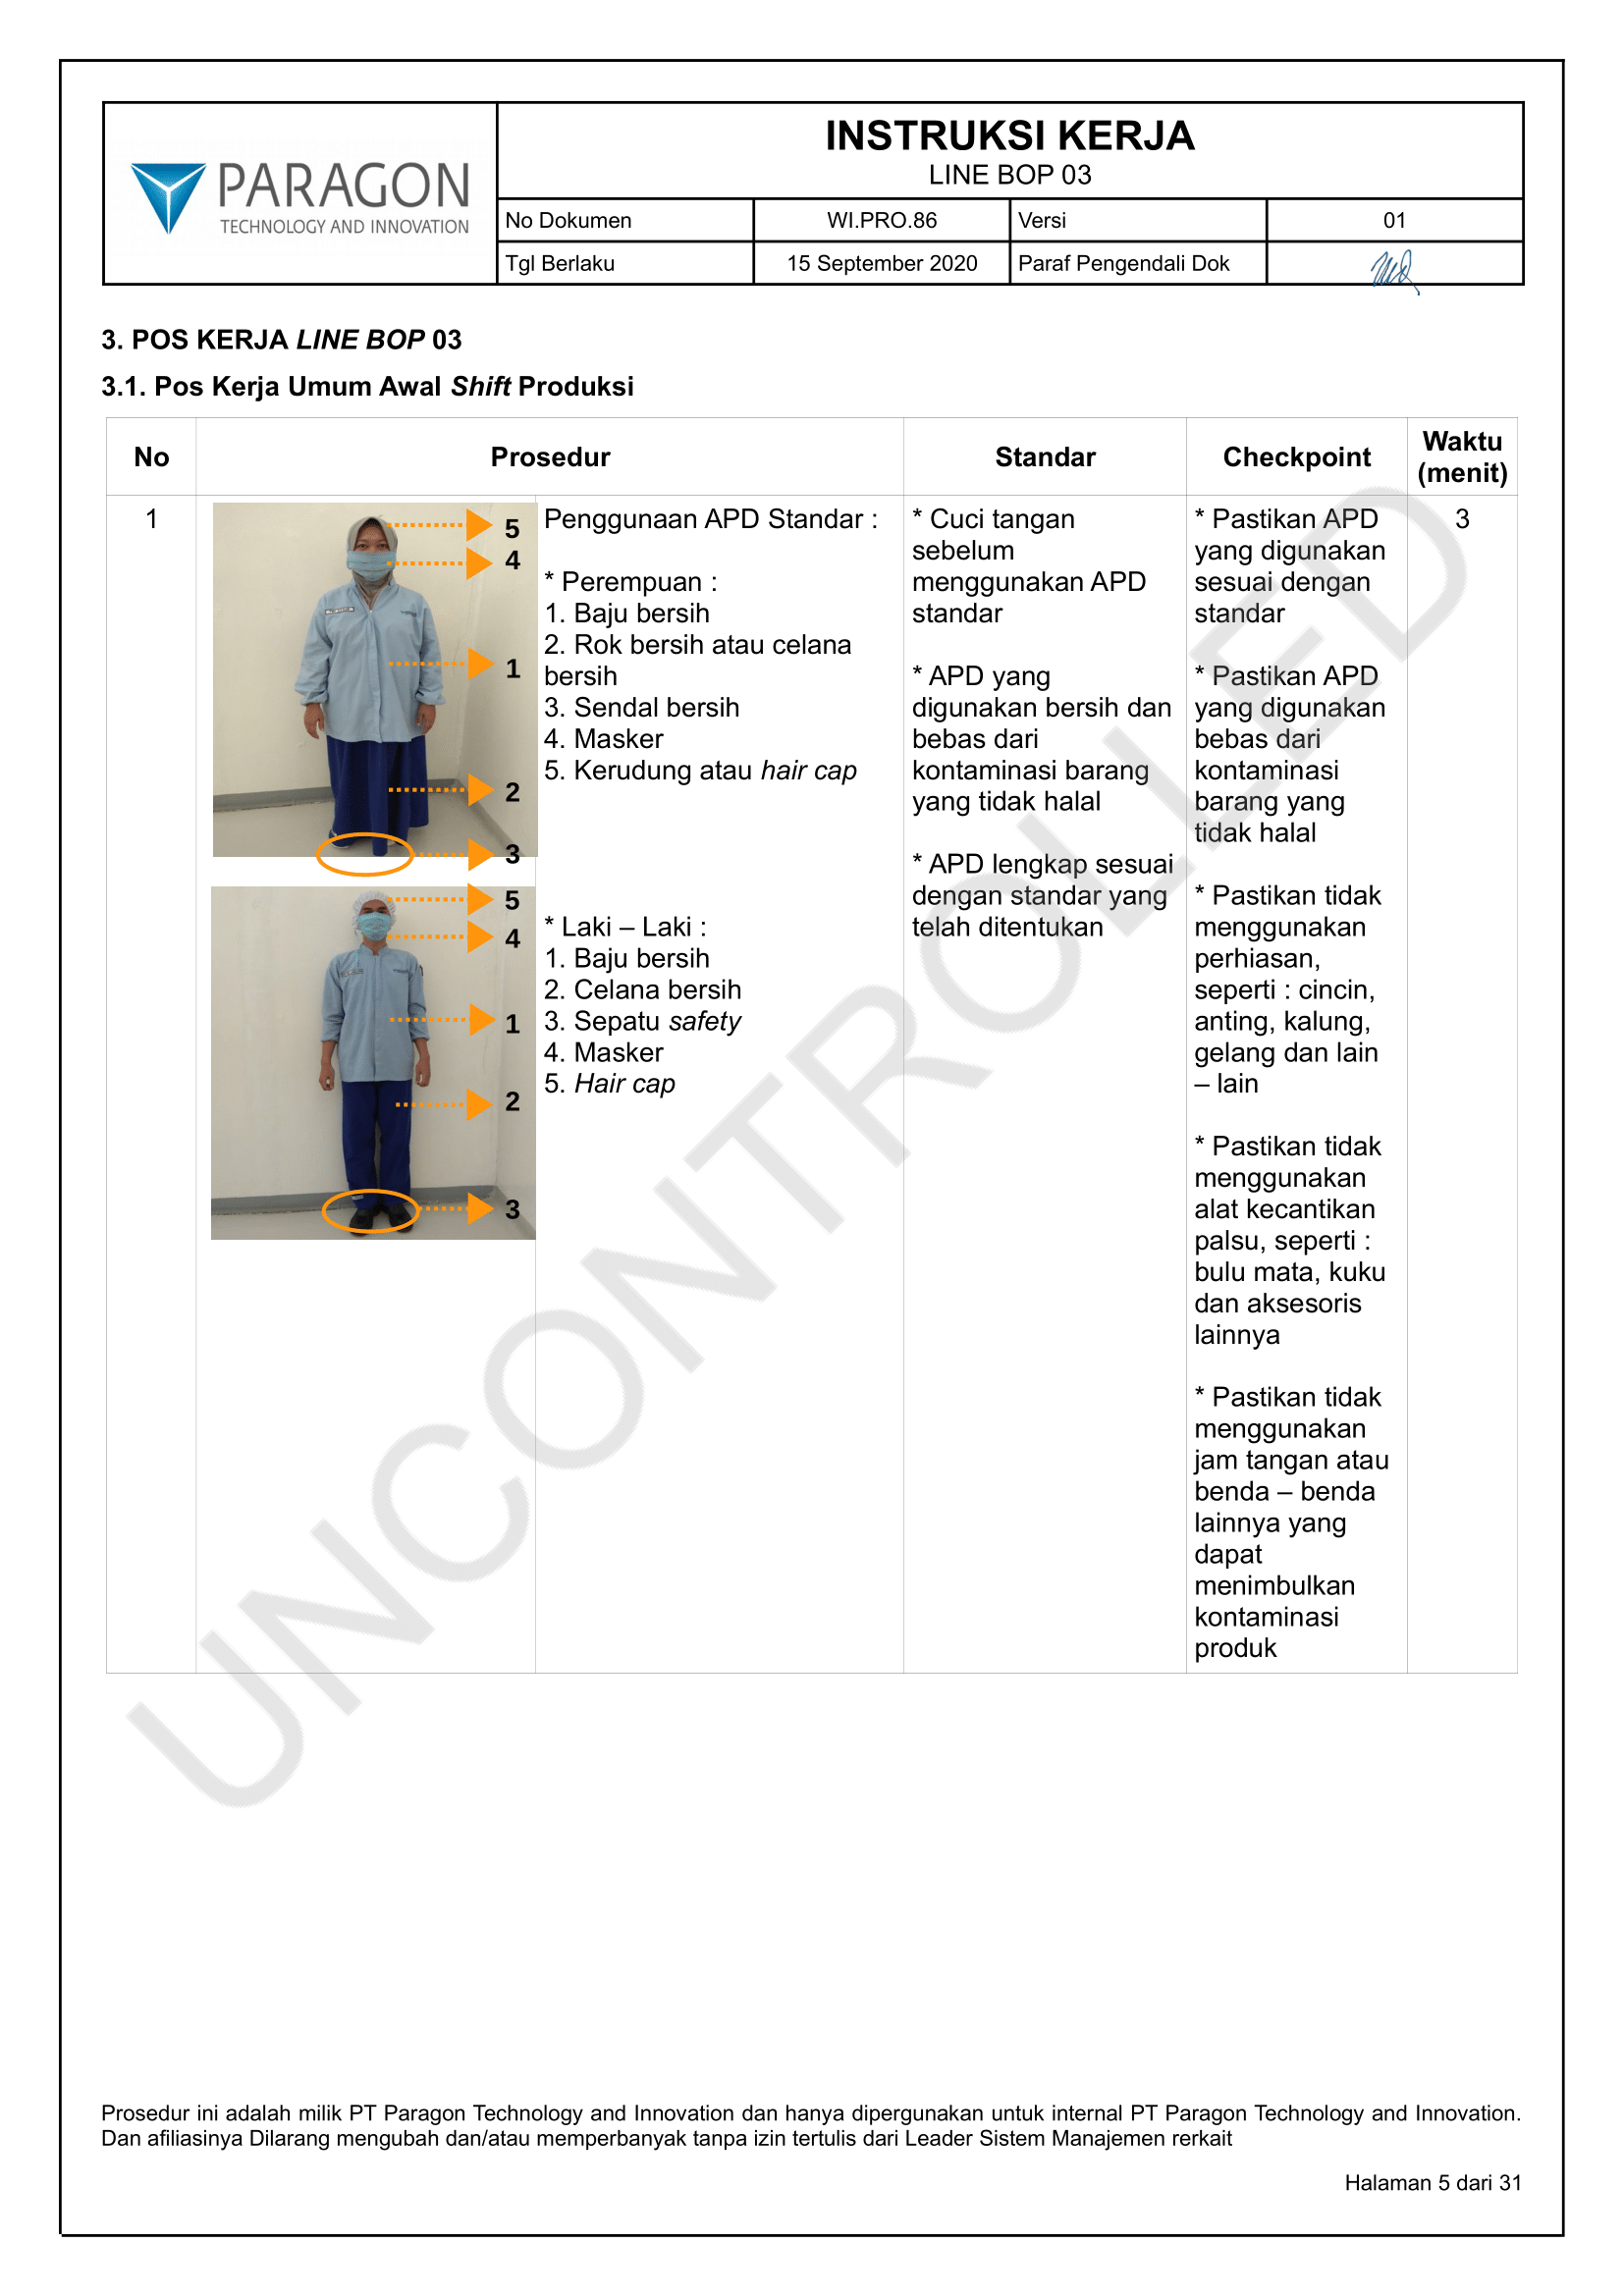 PARAGON
TECHNOLOGY AND INNOVATION
INSTRUKSI KERJA
LINE BOP 03
No Dokumen WI.PRO.86 Versi 01
Tgl Berlaku 15 September 2020 Paraf Pengendali Dok
3. POS KERJA LINE BOP 03
3.1. Pos Kerja Umum Awal Shift Produksi
No Prosedur Standar Checkpoint Waktu (menit)
1
5
4
1
2
3
5
4
1
2
3
Penggunaan APD Standar :
* Perempuan :
1. Baju bersih
2. Rok bersih atau celana
bersih
3. Sendal bersih
4. Masker
5. Kerudung atau hair cap
* Laki – Laki :
1. Baju bersih
2. Celana bersih
3. Sepatu safety
4. Masker
5. Hair cap
* Cuci tangan
sebelum
menggunakan APD
standar
* APD yang
digunakan bersih dan
bebas dari
kontaminasi barang
yang tidak halal
* APD lengkap sesuai
dengan standar yang
telah ditentukan
* Pastikan APD
yang digunakan
sesuai dengan
standar
* Pastikan APD
yang digunakan
bebas dari
kontaminasi
barang yang
tidak halal
* Pastikan tidak
menggunakan
perhiasan,
seperti : cincin,
anting, kalung,
gelang dan lain
– lain
* Pastikan tidak
menggunakan
alat kecantikan
palsu, seperti :
bulu mata, kuku
dan aksesoris
lainnya
* Pastikan tidak
menggunakan
jam tangan atau
benda – benda
lainnya yang
dapat
menimbulkan
kontaminasi
produk
3
UNCONTROLLED
Prosedur ini adalah milik PT Paragon Technology and Innovation dan hanya dipergunakan untuk internal PT Paragon Technology and Innovation.
Dan afiliasinya Dilarang mengubah dan/atau memperbanyak tanpa izin tertulis dari Leader Sistem Manajemen rerkait
Halaman 5 dari 31